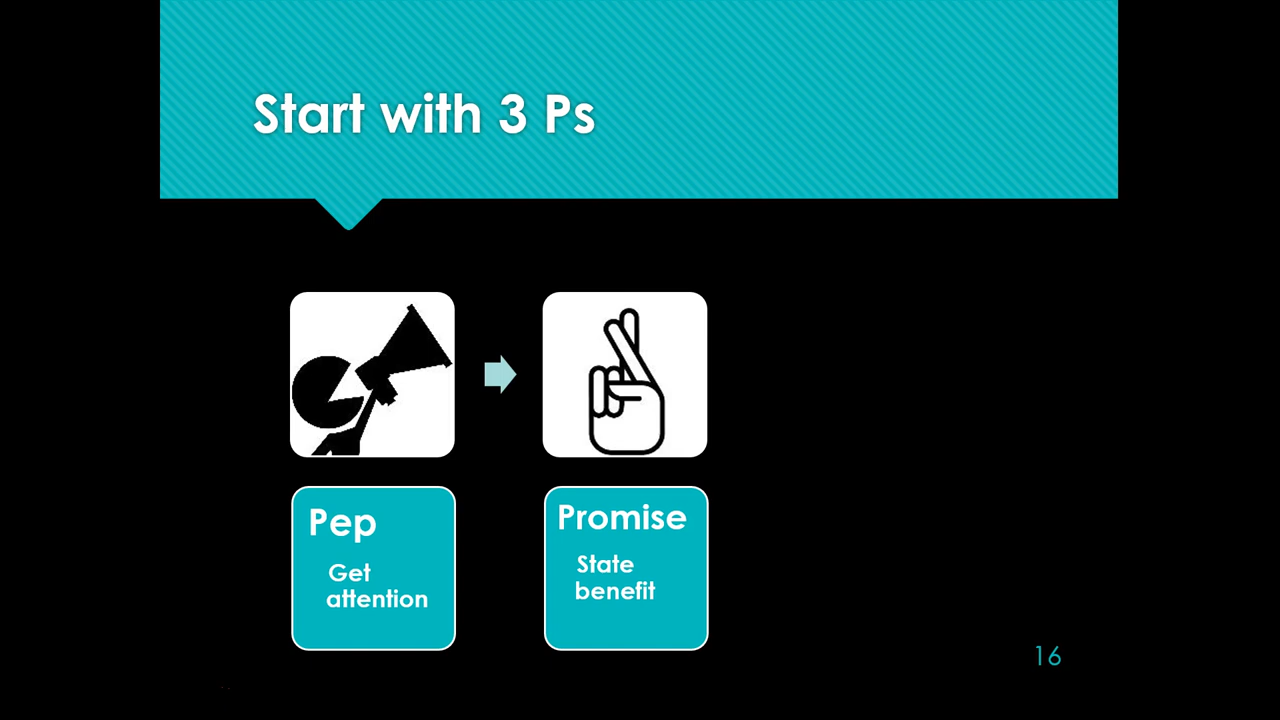 Start with 3 Ps
Pep
Get
attention
Promise
State
benefit
16